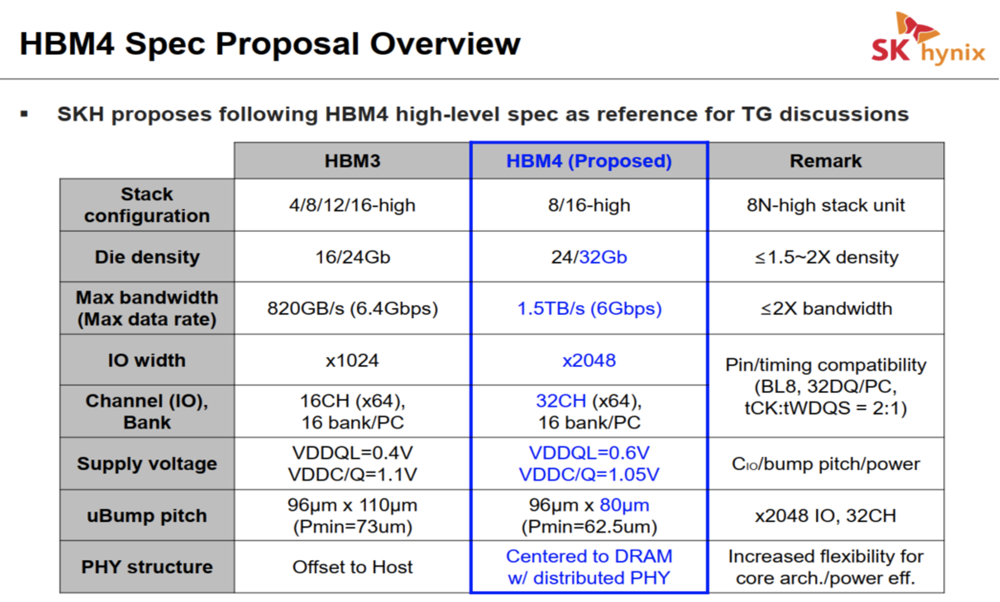 HBM4 Spec Proposal Overview
SK hynix
▪ SKH proposes following HBM4 high-level spec as reference for TG discussions
HBM3
HBM4 (Proposed)
Remark
Stack
configuration
4/8/12/16-high
8/16-high
8N-high stack unit
Die density
16/24Gb
24/32Gb
≤1.5~2X density
Max bandwidth
(Max data rate)
820GB/s (6.4Gbps)
1.5TB/s (6Gbps)
≤2X bandwidth
IO width
x1024
x2048
Pin/timing compatibility
(BL8, 32DQ/PC,
tCK:tWDQS = 2:1)
Channel (IO),
Bank
16CH (x64),
16 bank/PC
32CH (x64),
16 bank/PC
Supply voltage
VDDQL=0.4V
VDDC/Q=1.1V
VDDQL=0.6V
VDDC/Q=1.05V
CIO/bump pitch/power
uBump pitch
96µm x 110µm
(Pmin=73um)
96µm x 80µm
(Pmin=62.5um)
x2048 IO, 32CH
PHY structure
Offset to Host
Centered to DRAM
w/ distributed PHY
Increased flexibility for
core arch./power eff.